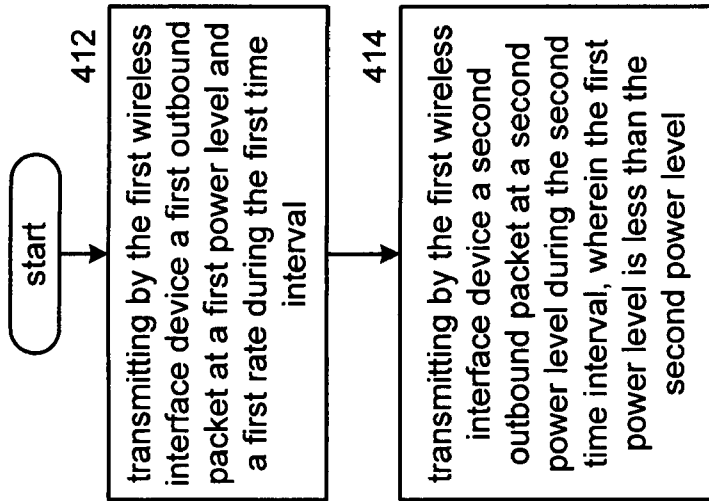 start
412
transmitting by the first wireless
interface device a first outbound
packet at a first power level and
a first rate during the first time
interval
414
transmitting by the first wireless
interface device a second
outbound packet at a second
power level during the second
time interval, wherein the first
power level is less than the
second power level